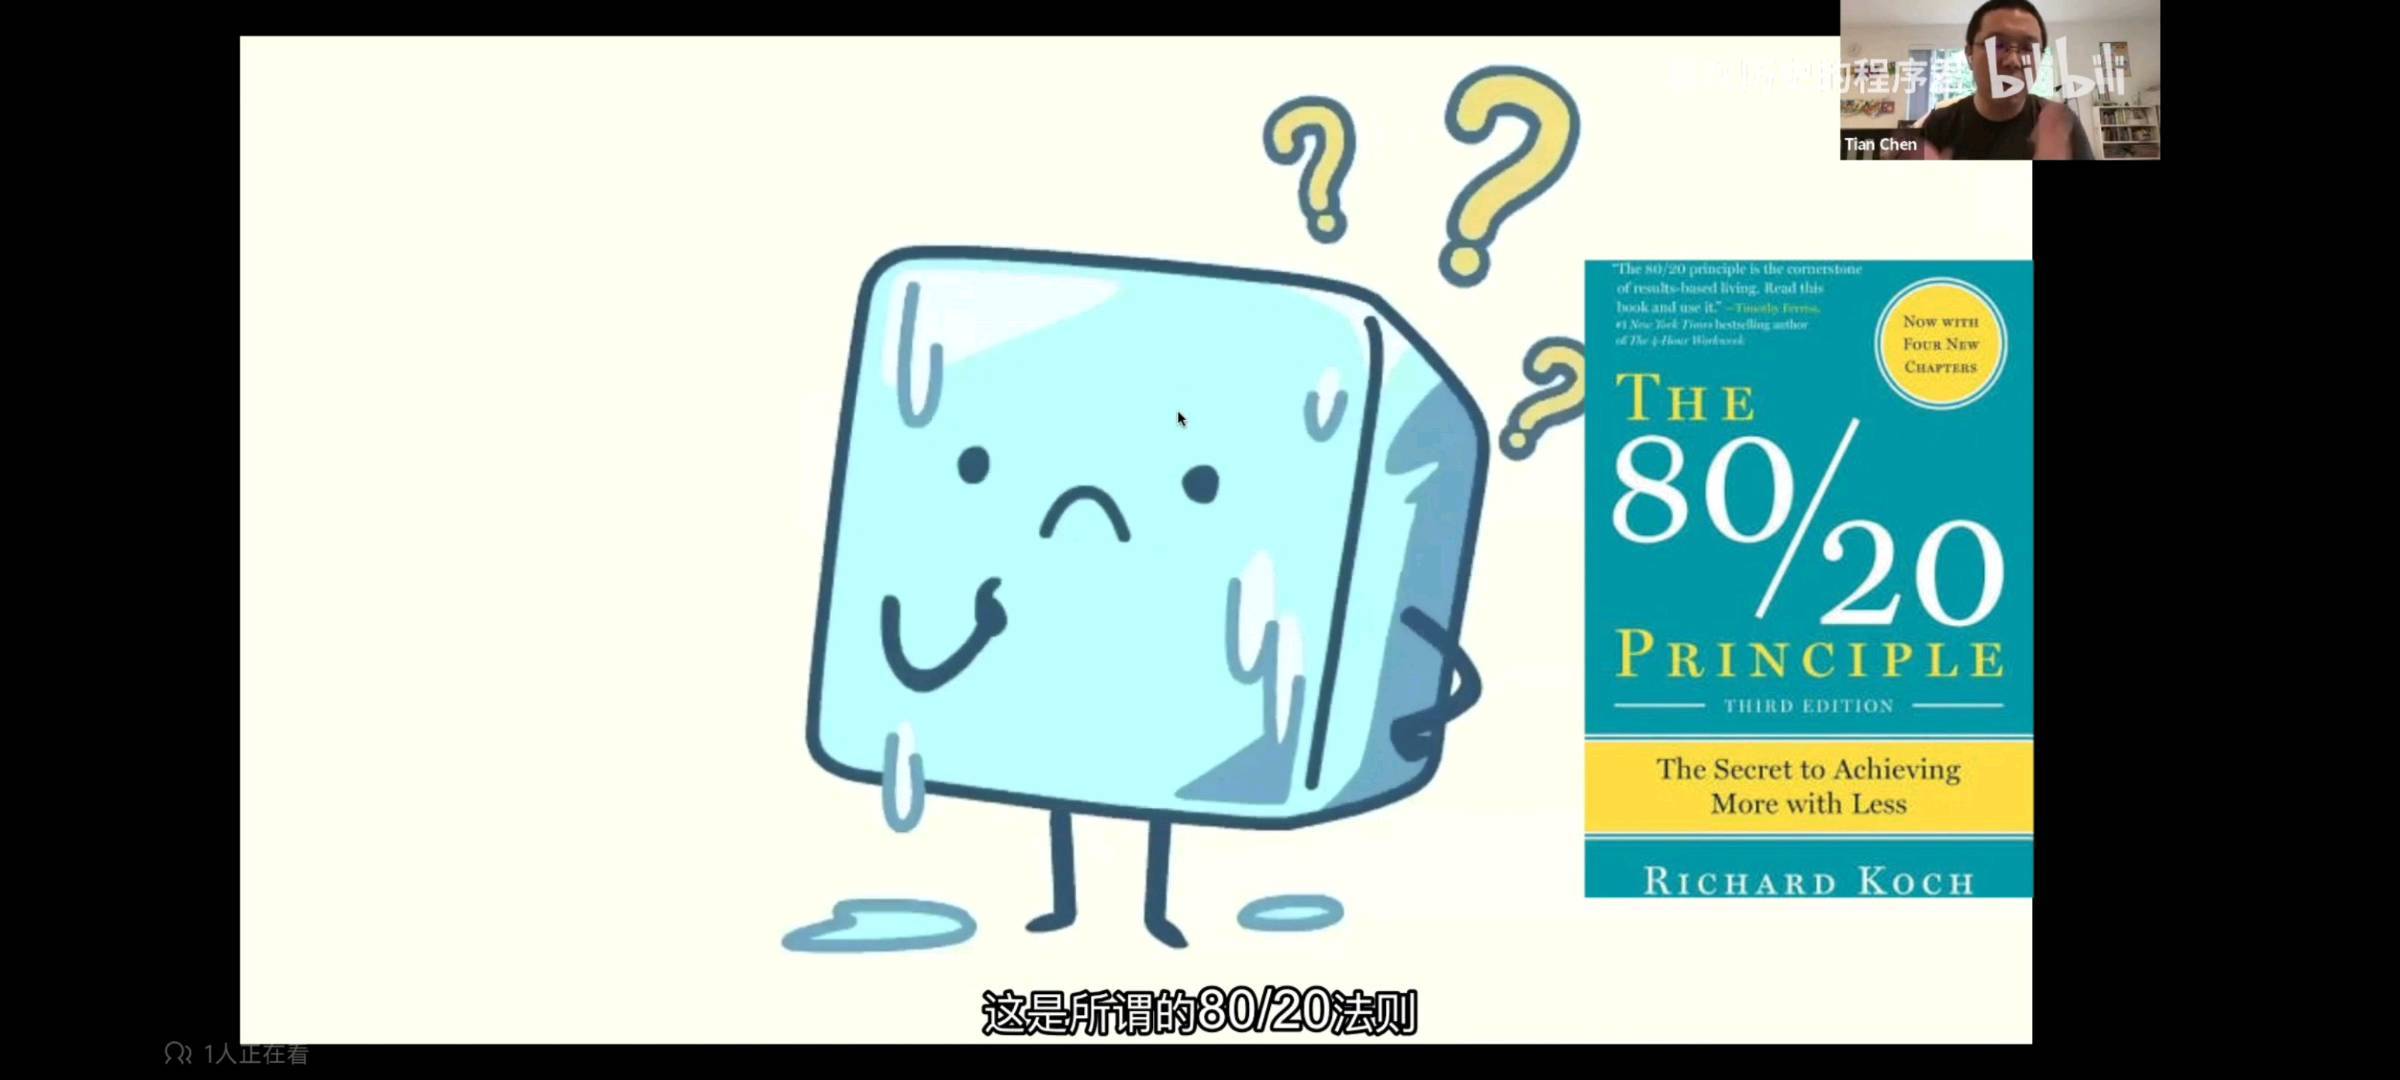 的程序
bilibili
Tian Chen
"The 80/20 principle is the cornerstone
of results-based living. Read this
book and use it." —Timothy Ferriss,
#1 New York Times bestselling author
of The 4-Hour Workweek
NOW WITH
FOUR NEW
CHAPTERS
THE
80/20
PRINCIPLE
THIRD EDITION
The Secret to Achieving
More with Less
RICHARD KOCH
这是所谓的80/20法则
1人正在看